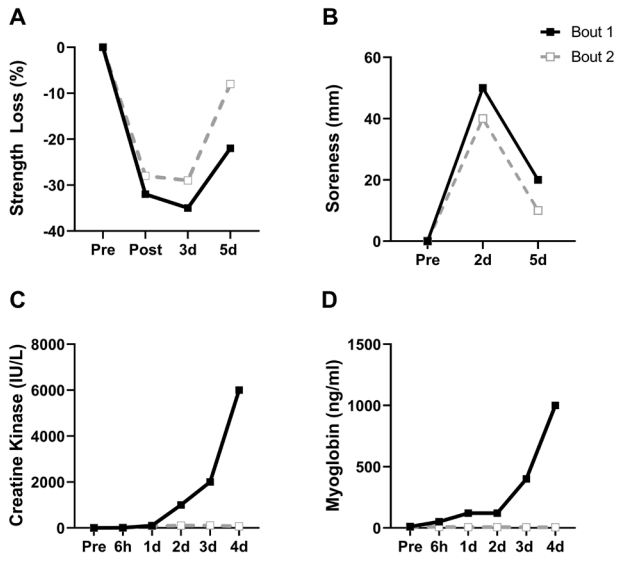 A
B
Bout 1
Bout 2
Strength Loss (%)
0
-10
-20
-30
-40
Pre Post 3d 5d
Soreness (mm)
60
40
20
0
Pre 2d 5d
C
D
Creatine Kinase (IU/L)
8000
6000
4000
2000
0
Pre 6h 1d 2d 3d 4d
Myoglobin (ng/ml)
1500
1000
500
0
Pre 6h 1d 2d 3d 4d